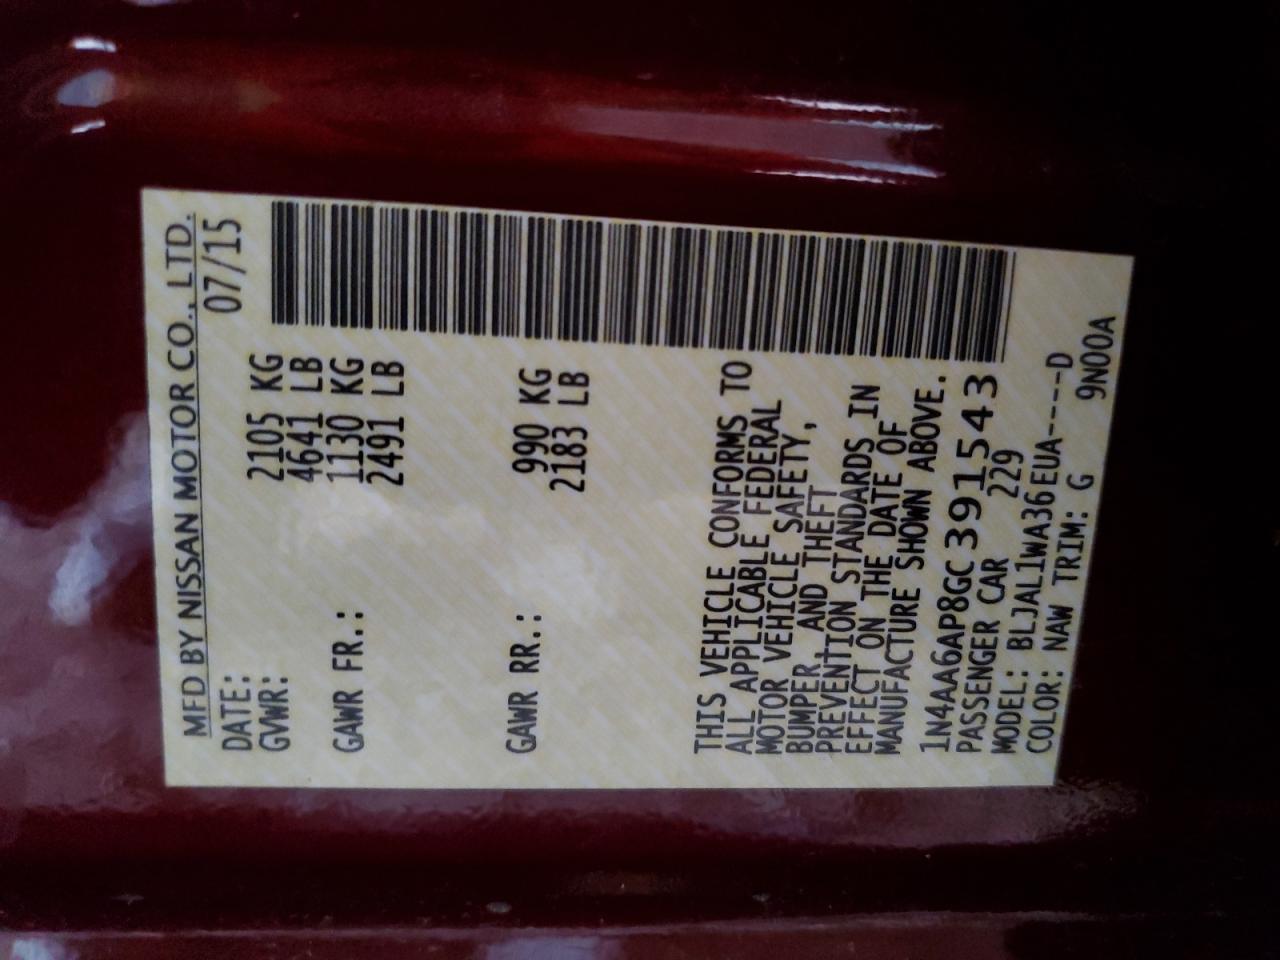 MFD BY NISSAN MOTOR CO., LTD.
DATE: 07/15
GVWR: 2105 KG
4641 LB
GAWR FR.: 1130 KG
2491 LB
GAWR RR.: 990 KG
2183 LB
THIS VEHICLE CONFORMS TO
ALL APPLICABLE FEDERAL
MOTOR VEHICLE SAFETY,
BUMPER, AND THEFT
PREVENTION STANDARDS IN
EFFECT ON THE DATE OF
MANUFACTURE SHOWN ABOVE.
1N4AA6AP8GC391543
PASSENGER CAR 229
MODEL: BLJAL1WA36EUA----D
COLOR: NAW TRIM: G 9N00A